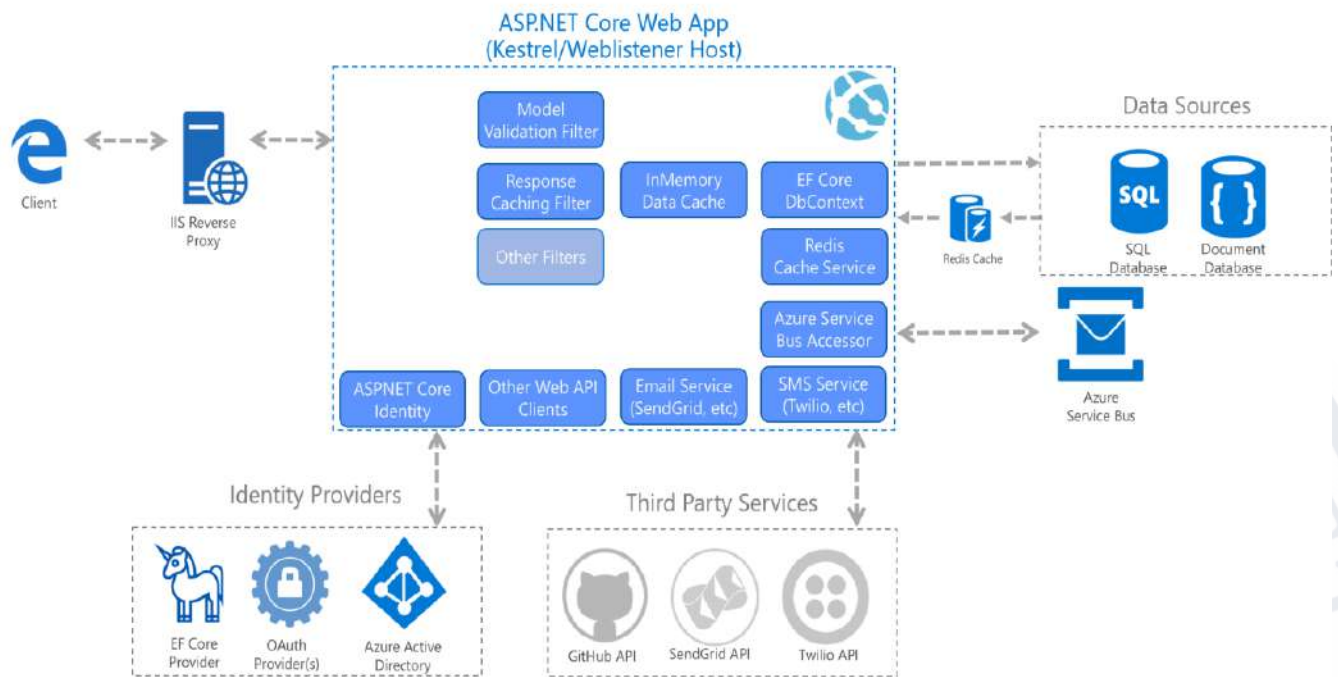 ASP.NET Core Web App
(Kestrel/Weblistener Host)
Model
Validation Filter
Response
Caching Filter
Other Filters
InMemory
Data Cache
EF Core
DbContext
Redis
Cache Service
Azure Service
Bus Accessor
ASP.NET Core
Identity
Other Web API
Clients
Email Service
(SendGrid, etc)
SMS Service
(Twilio, etc)
Client
IIS Reverse
Proxy
Data Sources
SQL
SQL
Database
{ }
Document
Database
Redis Cache
Azure
Service Bus
Identity Providers
EF Core
Provider
OAuth
Provider(s)
Azure Active
Directory
Third Party Services
GitHub API
SendGrid API
Twilio API